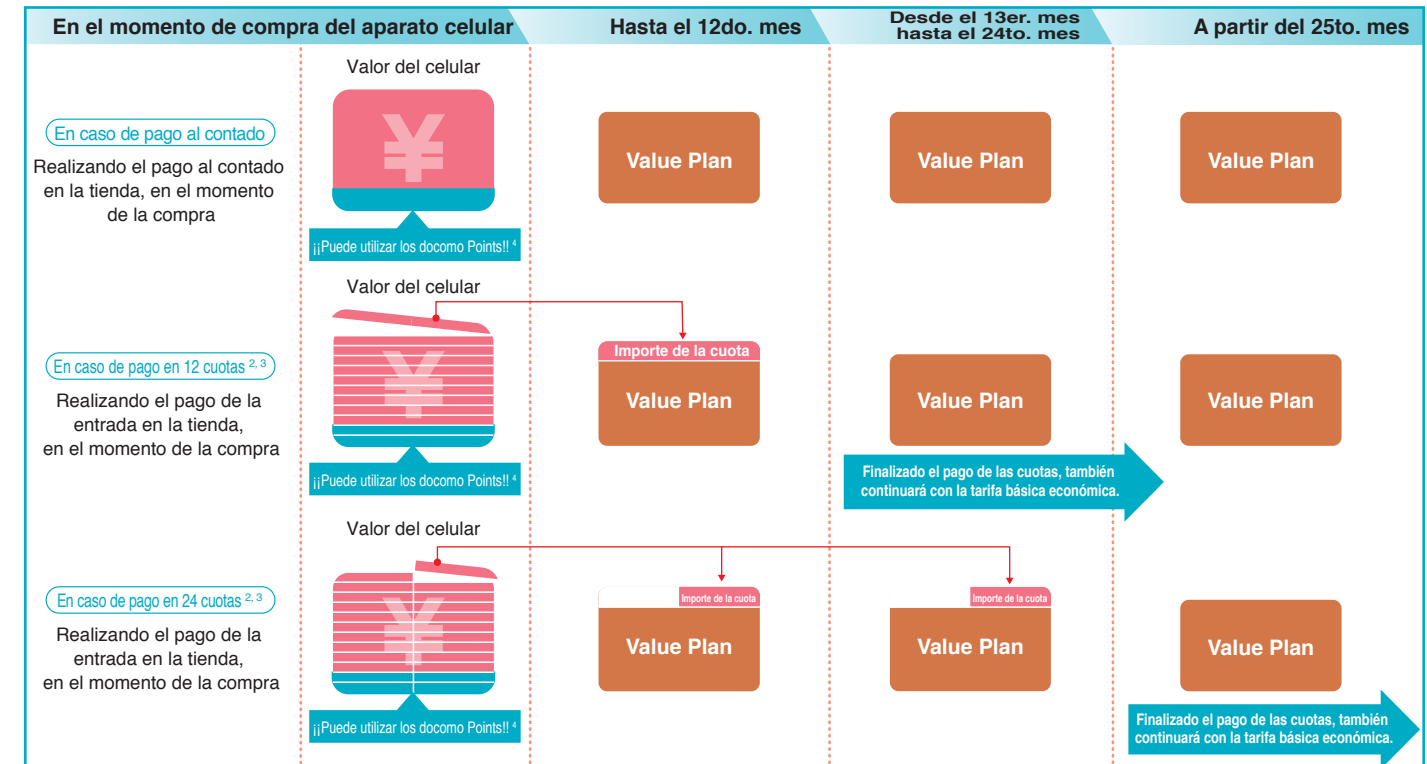 En el momento de compra del aparato celular
Hasta el 12do. mes
Desde el 13er. mes
hasta el 24to. mes
A partir del 25to. mes
En caso de pago al contado
Realizando el pago al contado
en la tienda, en el momento
de la compra
Valor del celular
¥
¡¡Puede utilizar los docomo Points!! 4
Value Plan
Value Plan
Value Plan
En caso de pago en 12 cuotas 2, 3
Realizando el pago de la
entrada en la tienda,
en el momento de la compra
Valor del celular
¥
¡¡Puede utilizar los docomo Points!! 4
Importe de la cuota
Value Plan
Value Plan
Value Plan
Finalizado el pago de las cuotas, también
continuará con la tarifa básica económica.
En caso de pago en 24 cuotas 2, 3
Realizando el pago de la
entrada en la tienda,
en el momento de la compra
Valor del celular
¥
¡¡Puede utilizar los docomo Points!! 4
Importe de la cuota
Value Plan
Importe de la cuota
Value Plan
Value Plan
Finalizado el pago de las cuotas, también
continuará con la tarifa básica económica.